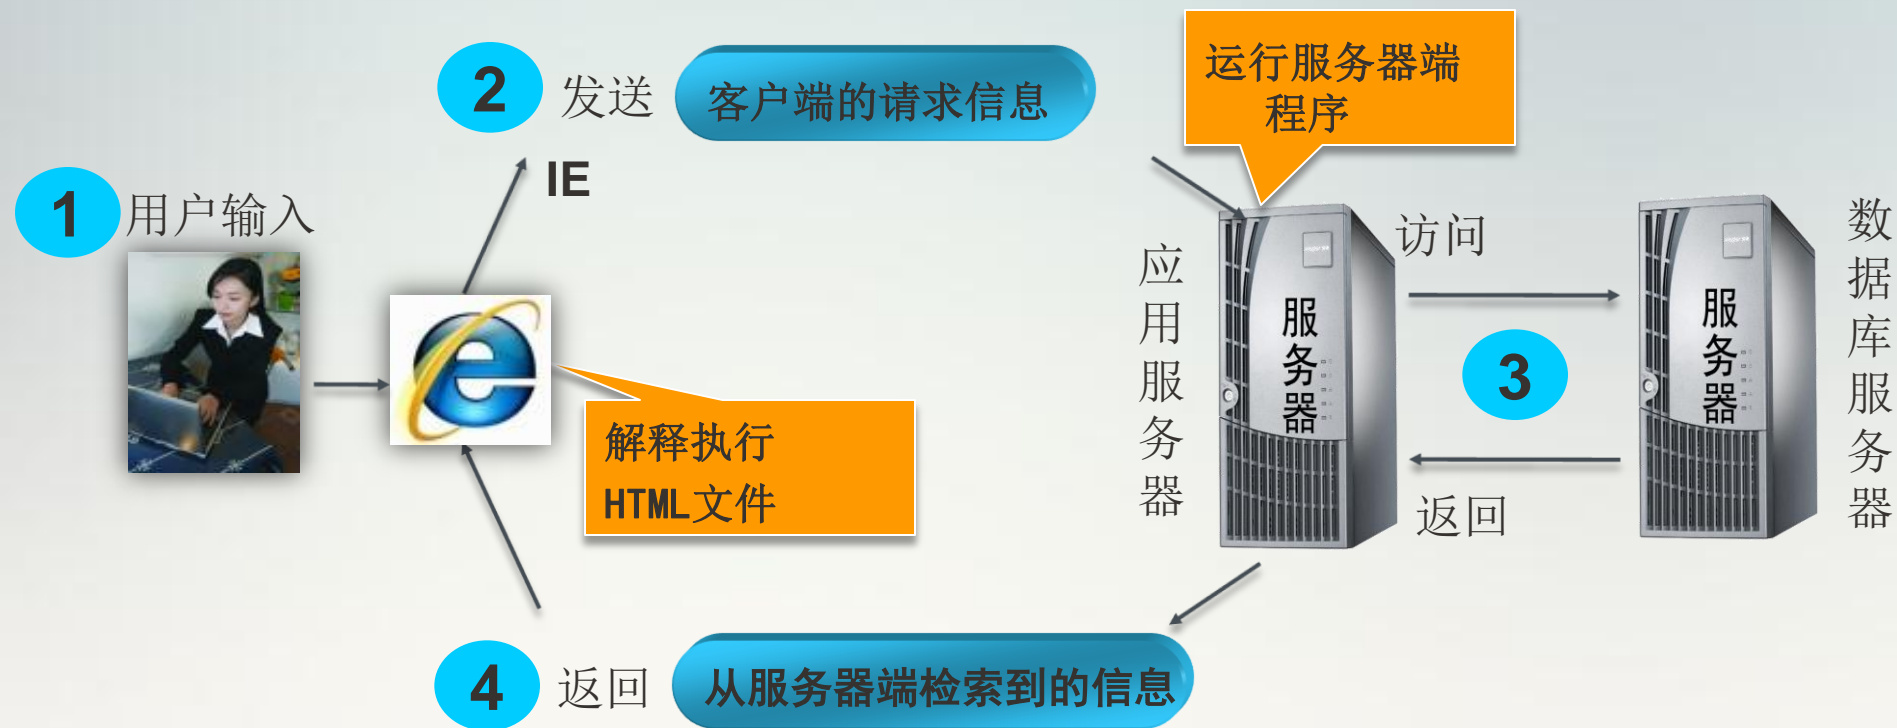 1
用户输入
2
发送
客户端的请求信息
IE
运行服务器端
程序
解释执行
HTML文件
应用服务器
服务器
访问
3
返回
服务器
数据库服务器
4
返回
从服务器端检索到的信息